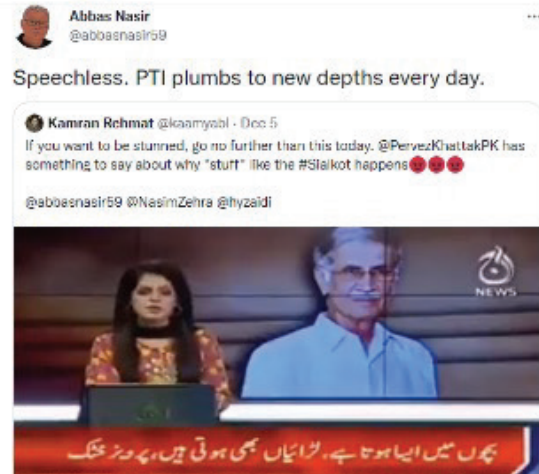 Abbas Nasir
@abbasnasir59
Speechless. PTI plumbs to new depths every day.
Kamran Rehmat @kaamyabi · Dec 5
If you want to be stunned, go no further than this today. @PervezKhattakPK has
something to say about why "stuff" like the #Sialkot happens😡😡😡
@abbasnasir59 @NasimZehra @hyzaidi
NEWS
بچوں میں ایسا ہوتا ہے۔ لڑائیاں بھی ہوتی ہیں، پرویز خٹک